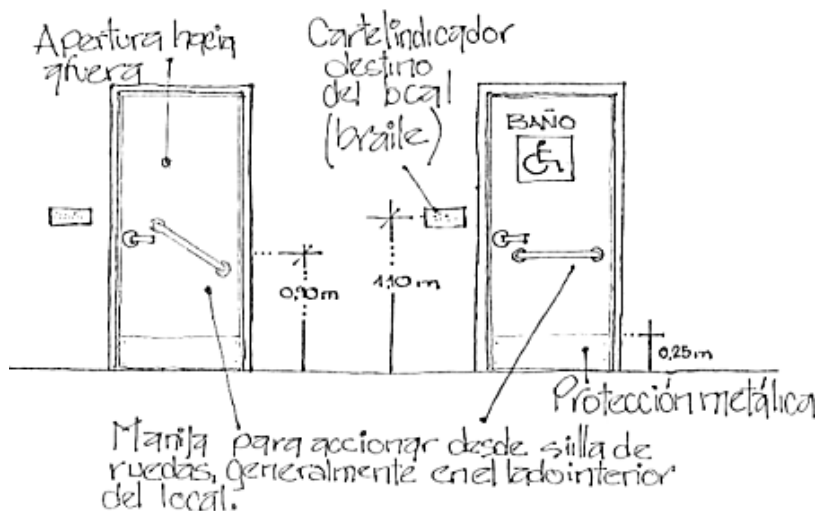 Apertura hacia
afuera
Cartel indicador
destino
del local
(braile)
BAÑO
0,90 m
1,10 m
0,25 m
Protección metálica
Manija para accionar desde silla de
ruedas, generalmente en el lado interior
del local.